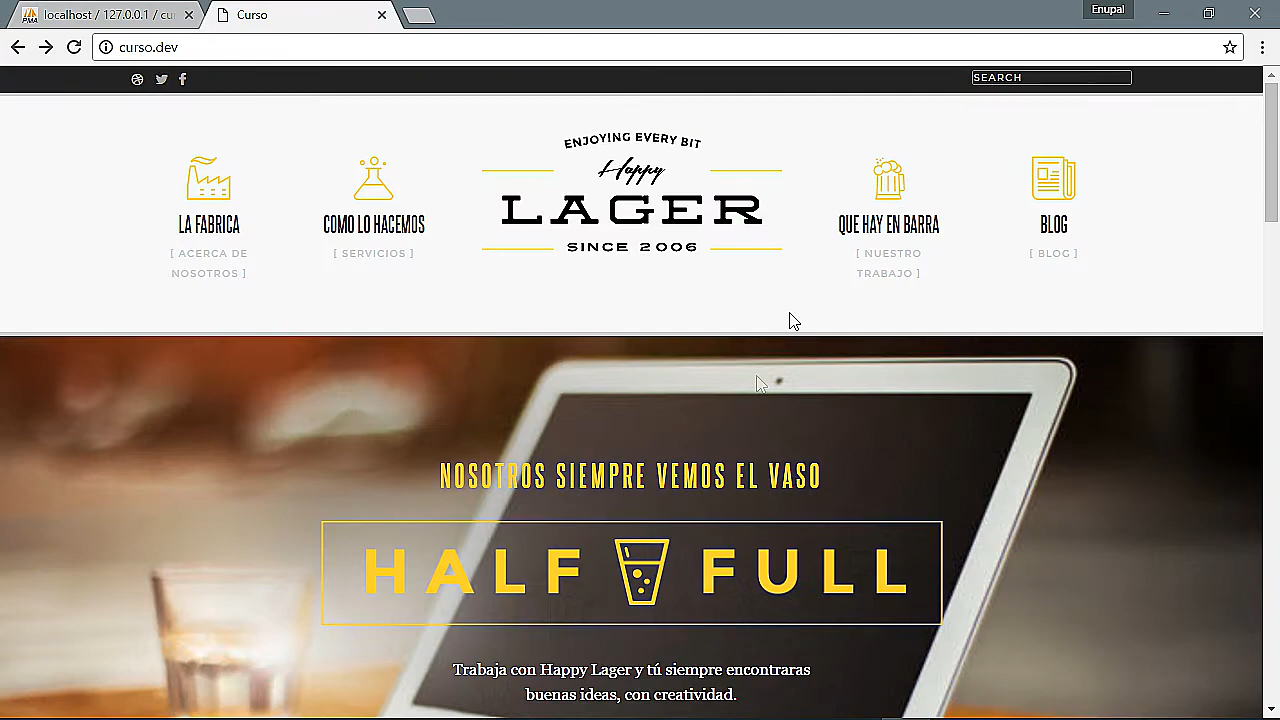 localhost / 127.0.0.1 / cu
Curso
Enupal
curso.dev
SEARCH
ENJOYING EVERY BIT
Happy
LAGER
SINCE 2006
LA FABRICA
[ ACERCA DE
NOSOTROS ]
COMO LO HACEMOS
[ SERVICIOS ]
QUE HAY EN BARRA
[ NUESTRO
TRABAJO ]
BLOG
[ BLOG ]
NOSOTROS SIEMPRE VEMOS EL VASO
HALF FULL
Trabaja con Happy Lager y tú siempre encontraras
buenas ideas, con creatividad.